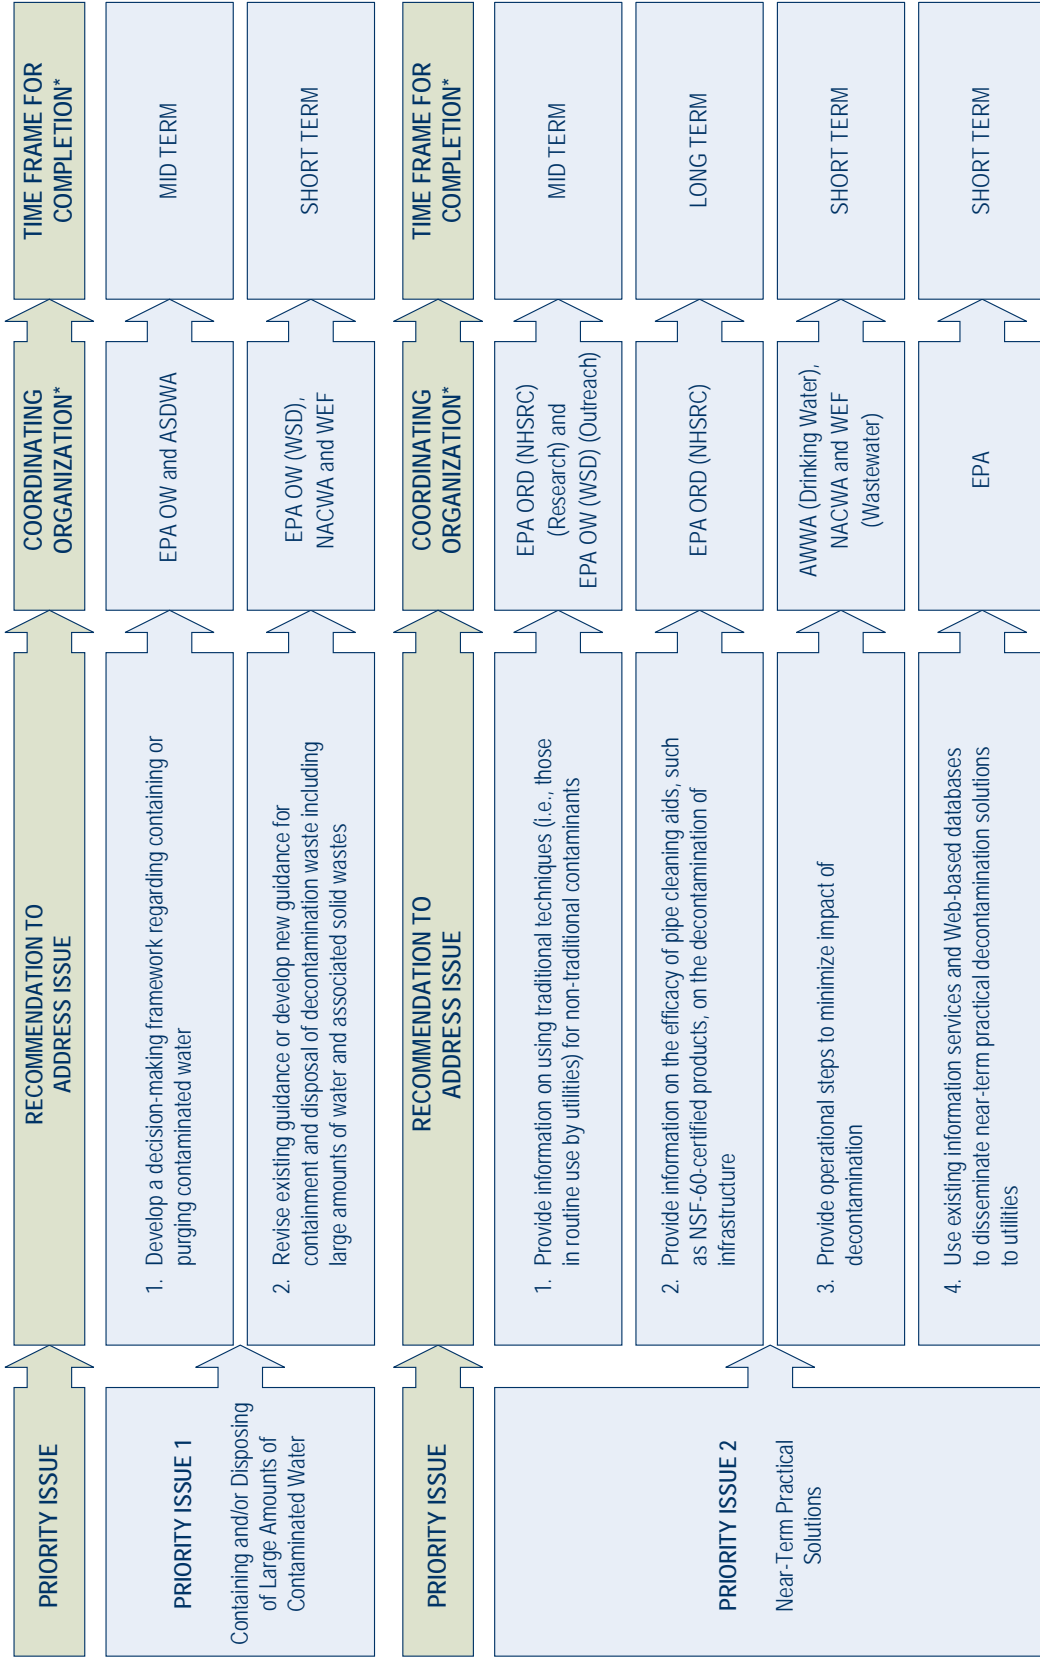 PRIORITY ISSUE
RECOMMENDATION TO
ADDRESS ISSUE
COORDINATING
ORGANIZATION*
TIME FRAME FOR
COMPLETION*
PRIORITY ISSUE 1
Containing and/or Disposing
of Large Amounts of
Contaminated Water
1. Develop a decision-making framework regarding containing or
purging contaminated water
EPA OW and ASDWA
MID TERM
2. Revise existing guidance or develop new guidance for
containment and disposal of decontamination waste including
large amounts of water and associated solid wastes
EPA OW (WSD),
NACWA and WEF
SHORT TERM
PRIORITY ISSUE
RECOMMENDATION TO
ADDRESS ISSUE
COORDINATING
ORGANIZATION*
TIME FRAME FOR
COMPLETION*
PRIORITY ISSUE 2
Near-Term Practical
Solutions
1. Provide information on using traditional techniques (i.e., those
in routine use by utilities) for non-traditional contaminants
EPA ORD (NHSRC)
(Research) and
EPA OW (WSD) (Outreach)
MID TERM
2. Provide information on the efficacy of pipe cleaning aids, such
as NSF-60-certified products, on the decontamination of
infrastructure
EPA ORD (NHSRC)
LONG TERM
3. Provide operational steps to minimize impact of
decontamination
AWWA (Drinking Water),
NACWA and WEF
(Wastewater)
SHORT TERM
4. Use existing information services and Web-based databases
to disseminate near-term practical decontamination solutions
to utilities
EPA
SHORT TERM